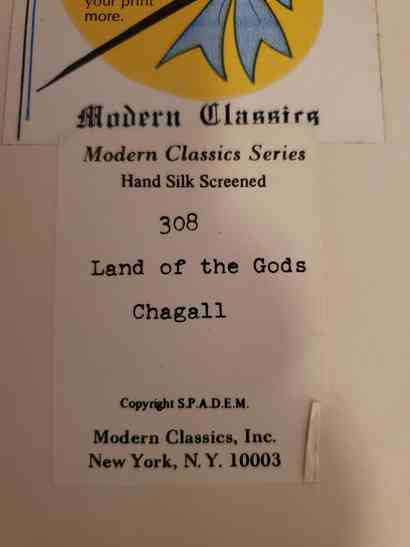 your print
more.
Modern Classics
Modern Classics Series
Hand Silk Screened
308
Land of the Gods
Chagall
Copyright S.P.A.D.E.M.
Modern Classics, Inc.
New York, N.Y. 10003